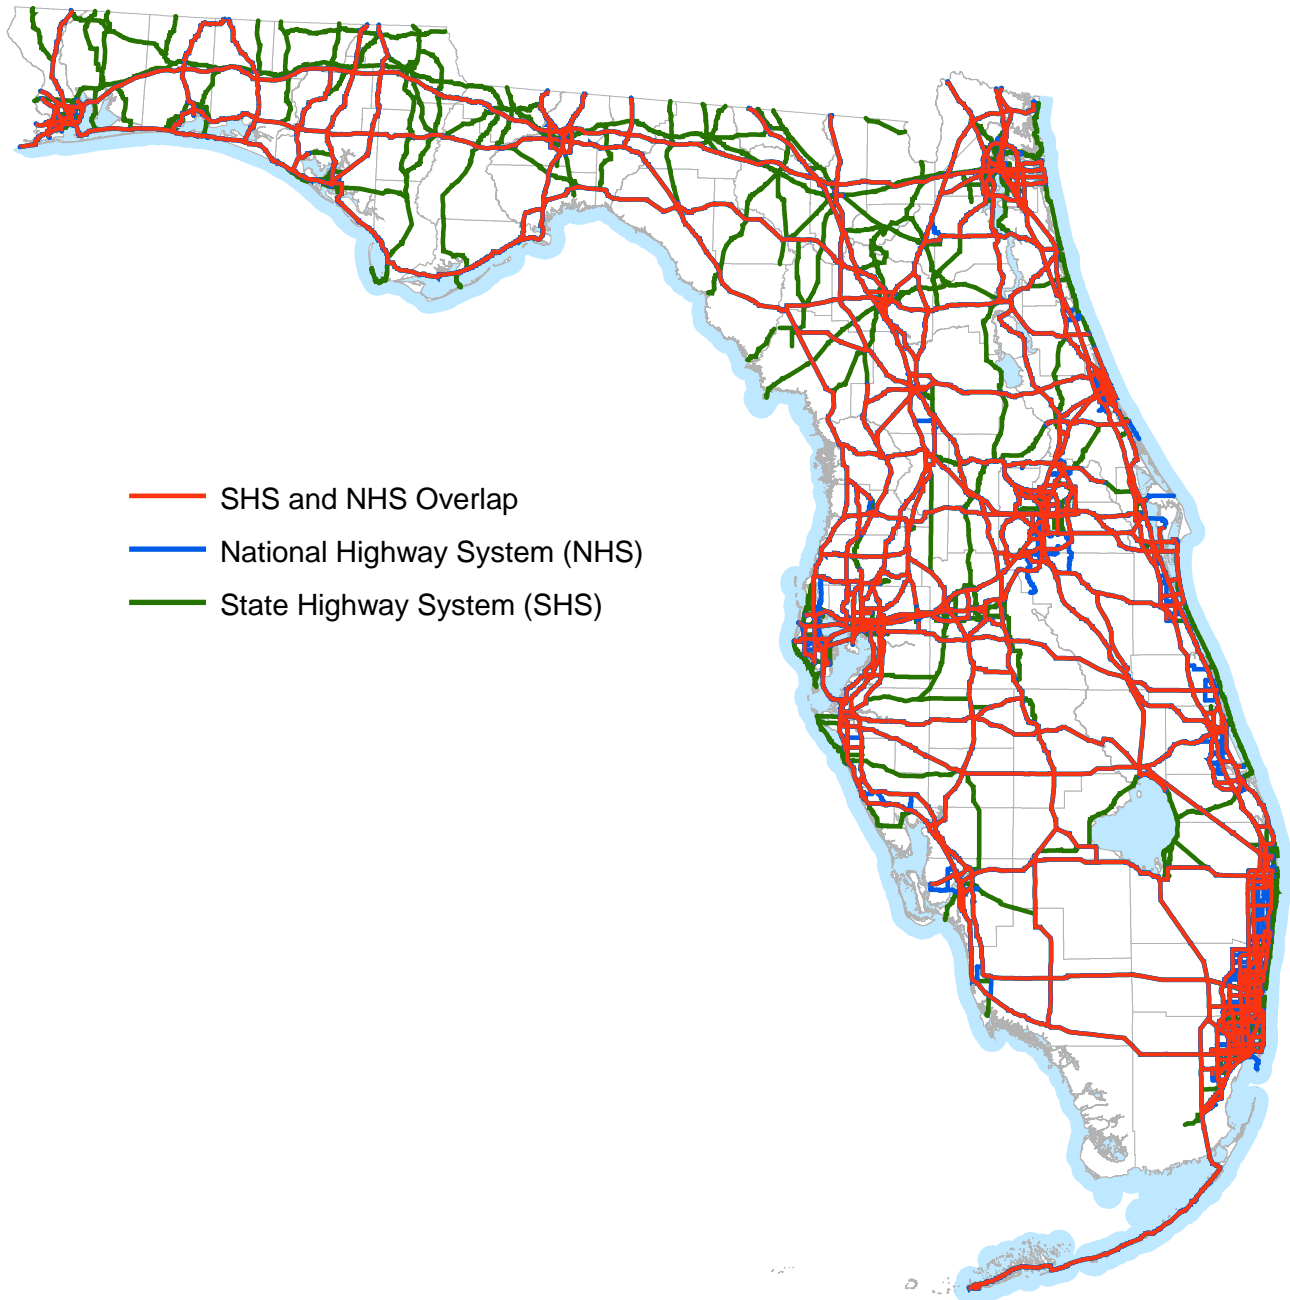 SHS and NHS Overlap
National Highway System (NHS)
State Highway System (SHS)